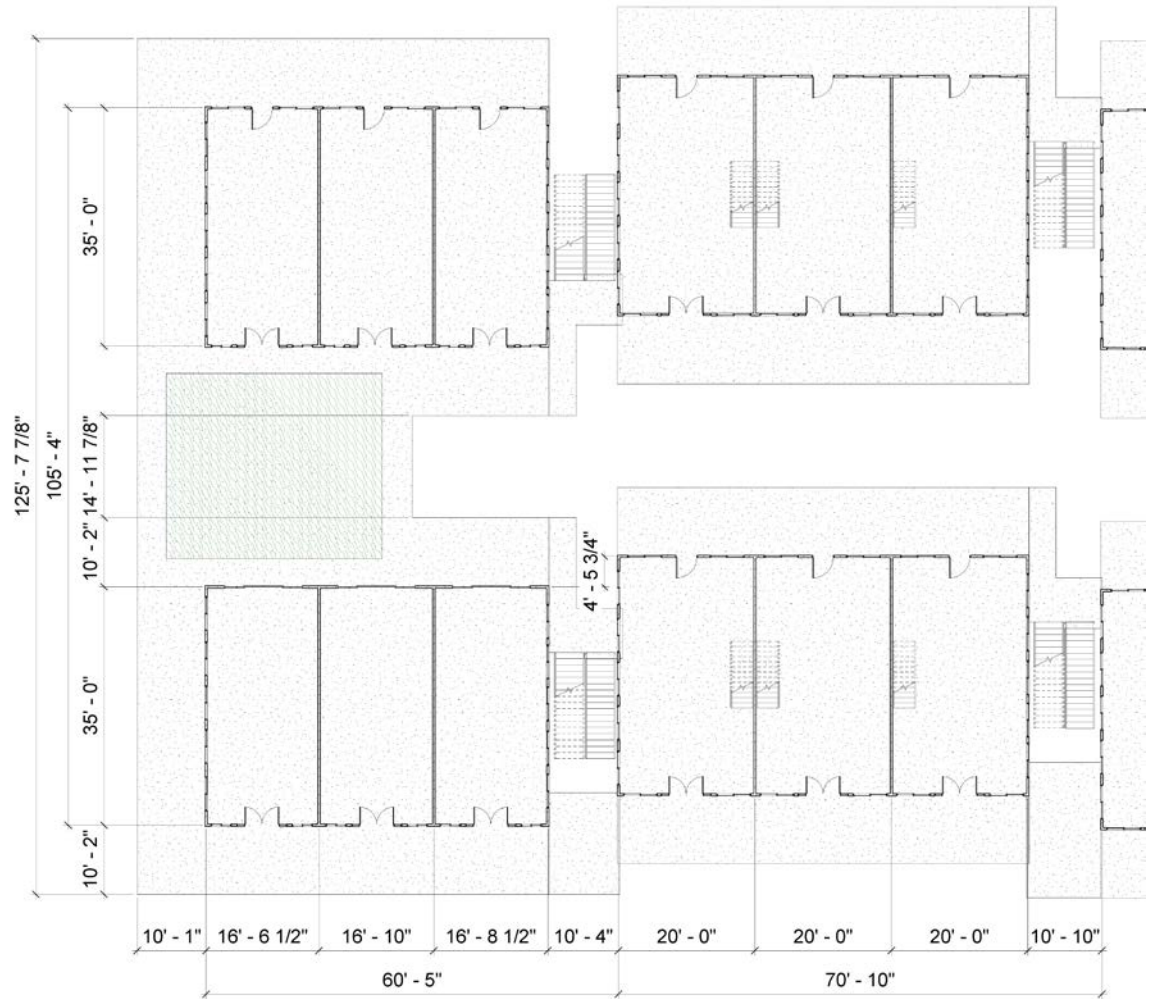 125' - 7 7/8"
105' - 4"
35' - 0"
14' - 11 7/8"
10' - 2"
35' - 0"
10' - 2"
4' - 5 3/4"
10' - 1"
16' - 6 1/2"
16' - 10"
16' - 8 1/2"
10' - 4"
20' - 0"
20' - 0"
20' - 0"
10' - 10"
60' - 5"
70' - 10"